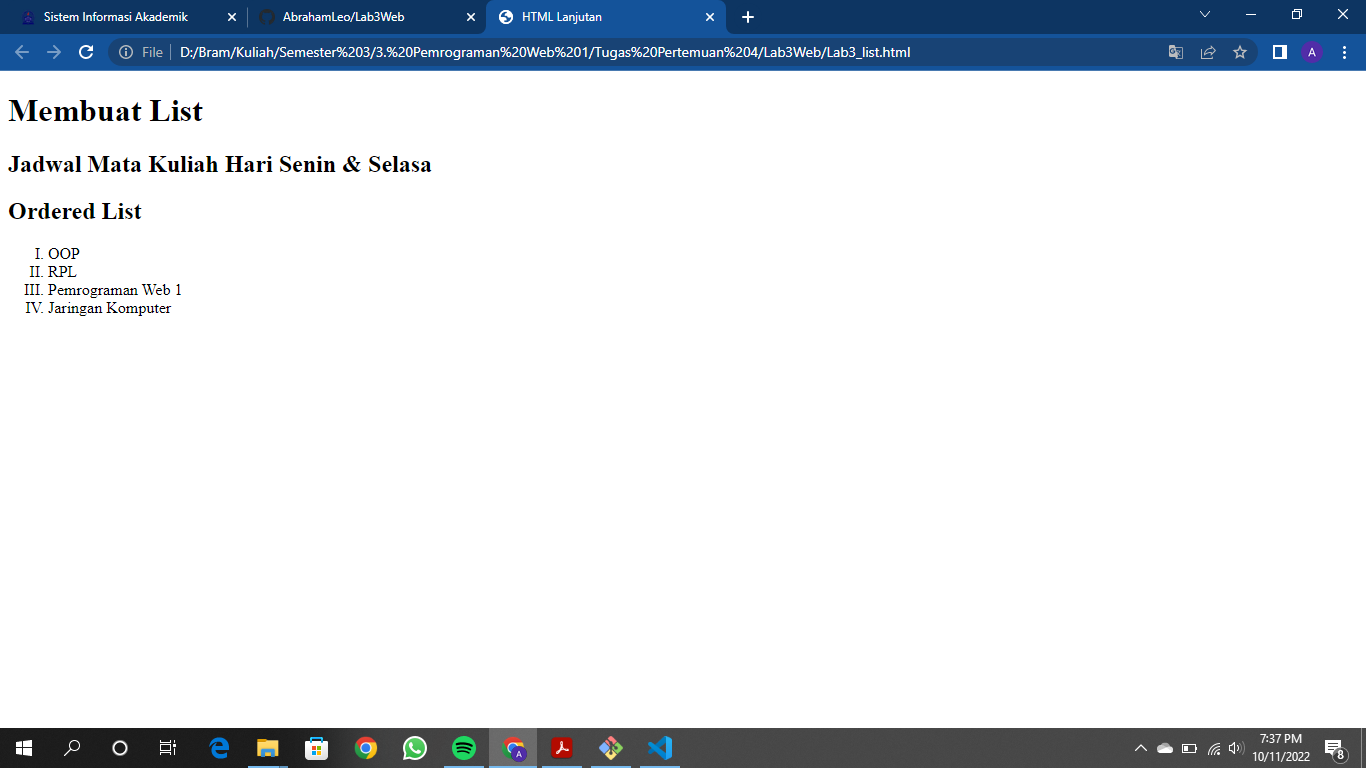 Sistem Informasi Akademik
AbrahamLeo/Lab3Web
HTML Lanjutan
File
D:/Bram/Kuliah/Semester%203/3.%20Pemrograman%20Web%201/Tugas%20Pertemuan%204/Lab3Web/Lab3_list.html
A
Membuat List
Jadwal Mata Kuliah Hari Senin & Selasa
Ordered List
I. OOP
II. RPL
III. Pemrograman Web 1
IV. Jaringan Komputer
A
7:37 PM
10/11/2022
8